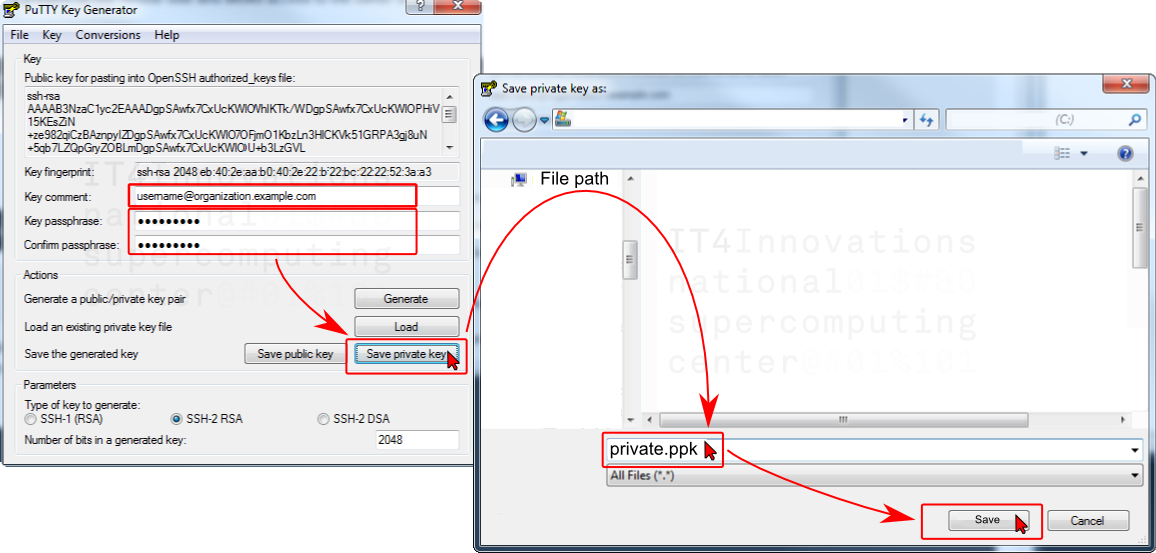 PuTTY Key Generator
?
X
File Key Conversions Help
Key
Public key for pasting into OpenSSH authorized_keys file:
ssh-rsa
AAAAB3NzaC1yc2EAAADgpSAwfx7CxUcKWIOVhIKTk/WDgpSAwfx7CxUcKWIOPHiV
15KEsZiN
+ze982qiCzBAznpyIZDgpSAwfx7CxUcKWIO7OFjmO1KbzLn3HICKVk51GRPA3gj8uN
+5qb7LZQpGryZOBLmDgpSAwfx7CxUcKWIOIU+b3LzGVL
Key fingerprint: ssh-rsa 2048 eb:40:2e:aa:b0:40:2e:22:b`22:bc:22:22:52:3a:a3
Key comment: username@organization.example.com
Key passphrase: •••••••••
Confirm passphrase: •••••••••
Actions
Generate a public/private key pair Generate
Load an existing private key file Load
Save the generated key Save public key Save private key
Parameters
Type of key to generate:
SSH-1 (RSA) SSH-2 RSA SSH-2 DSA
Number of bits in a generated key: 2048
IT4Innovations
national
supercomputing
center
Save private key as:
(C:)
File path
IT4Innovations
national
supercomputing
center
private.ppk
All Files (*.*)
Save Cancel